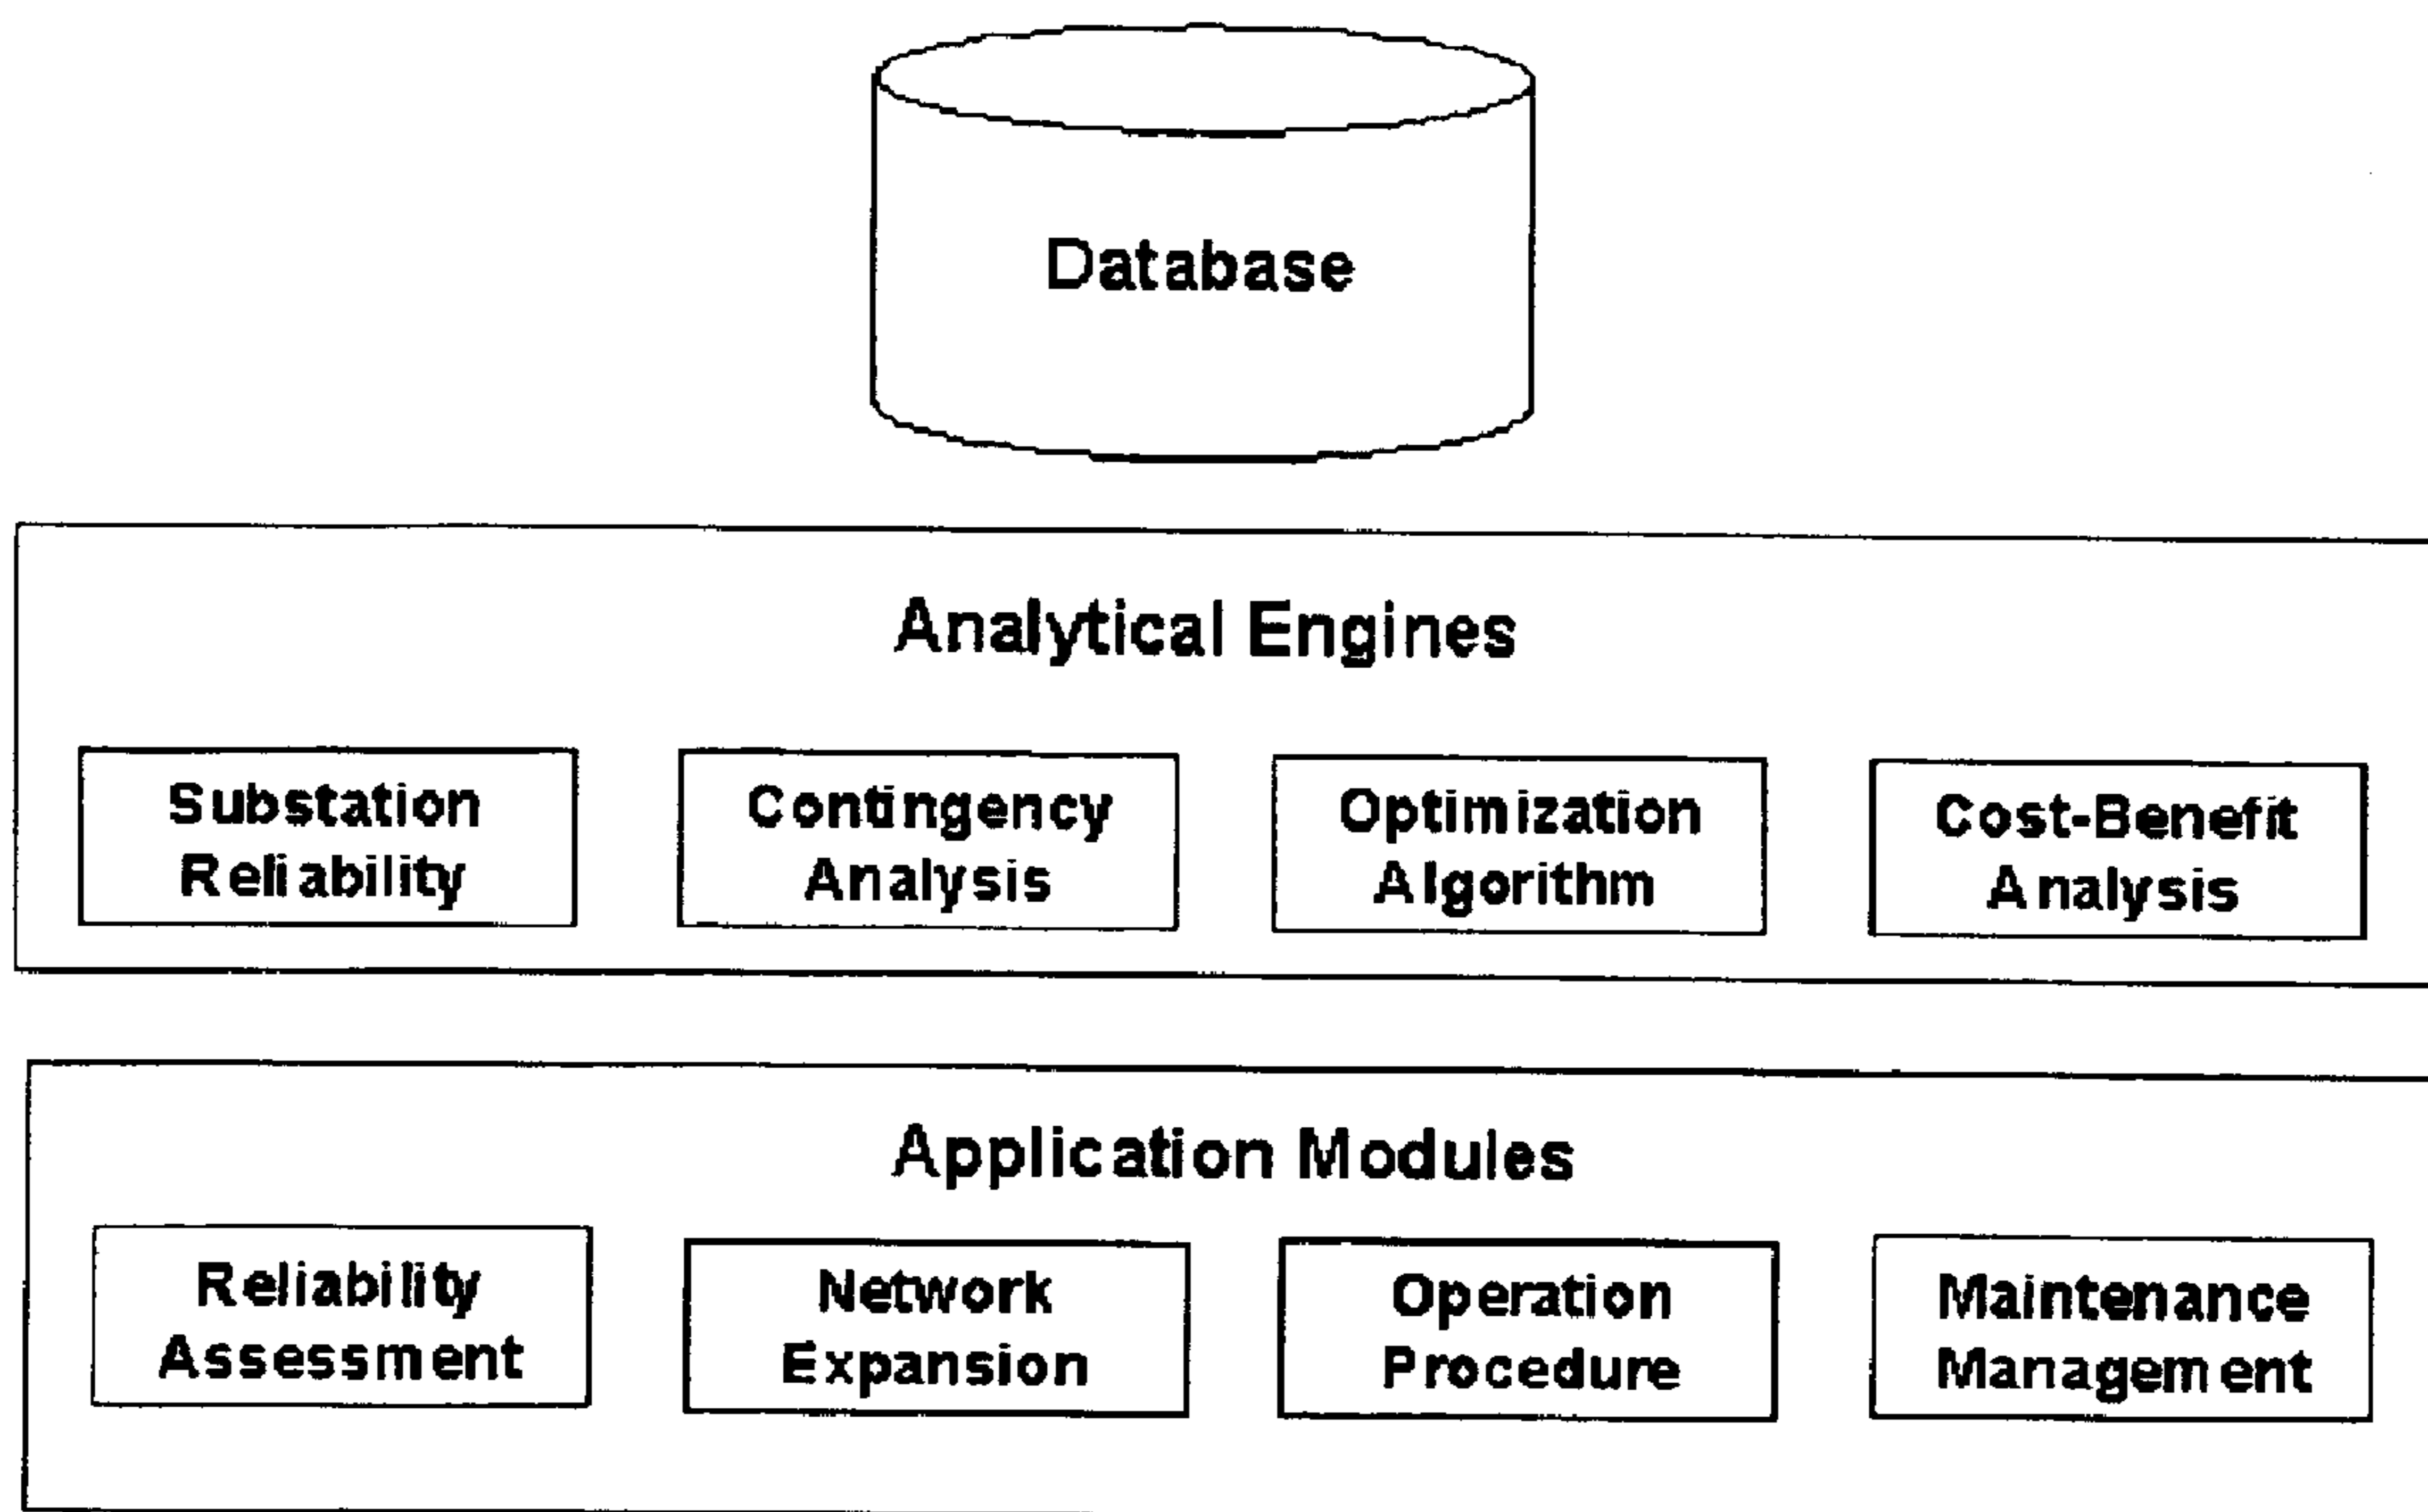 Database
Analytical Engines
Substation
Reliability
Contingency
Analysis
Optimization
Algorithm
Cost-Benefit
Analysis
Application Modules
Reliability
Assessment
Network
Expansion
Operation
Procedure
Maintenance
Management